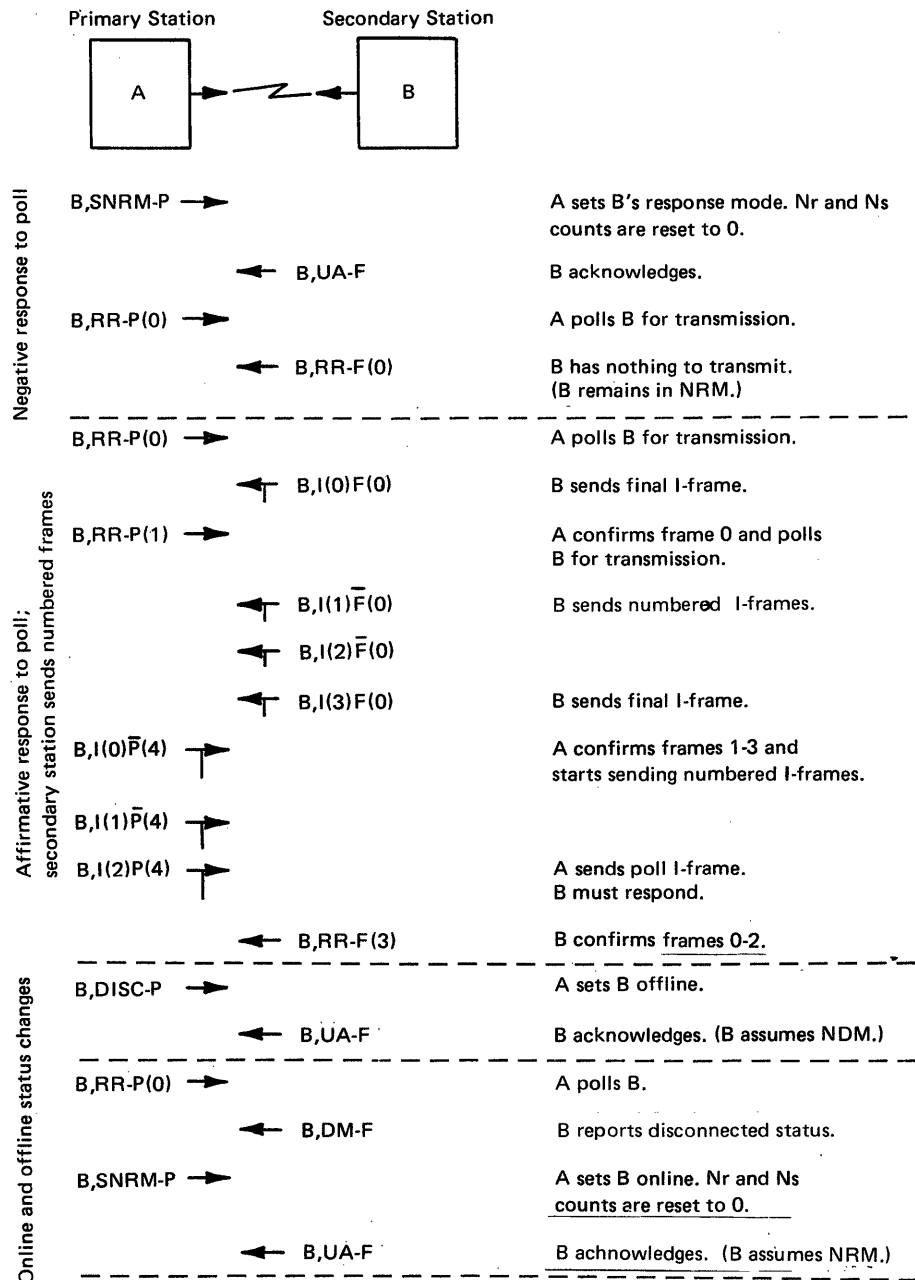 Primary Station Secondary Station
A B
Negative response to poll
B,SNRM-P A sets B's response mode. Nr and Ns
counts are reset to 0.
B,UA-F B acknowledges.
B,RR-P(0) A polls B for transmission.
B,RR-F(0) B has nothing to transmit.
(B remains in NRM.)
Affirmative response to poll;
secondary station sends numbered frames
B,RR-P(0) A polls B for transmission.
B,I(0)F(0) B sends final I-frame.
B,RR-P(1) A confirms frame 0 and polls
B for transmission.
B,I(1)F̅(0) B sends numbered I-frames.
B,I(2)F̅(0)
B,I(3)F(0) B sends final I-frame.
B,I(0)P̅(4) A confirms frames 1-3 and
starts sending numbered I-frames.
B,I(1)P̅(4)
B,I(2)P(4) A sends poll I-frame.
B must respond.
B,RR-F(3) B confirms frames 0-2.
Online and offline status changes
B,DISC-P A sets B offline.
B,UA-F B acknowledges. (B assumes NDM.)
B,RR-P(0) A polls B.
B,DM-F B reports disconnected status.
B,SNRM-P A sets B online. Nr and Ns
counts are reset to 0.
B,UA-F B achnowledges. (B assumes NRM.)